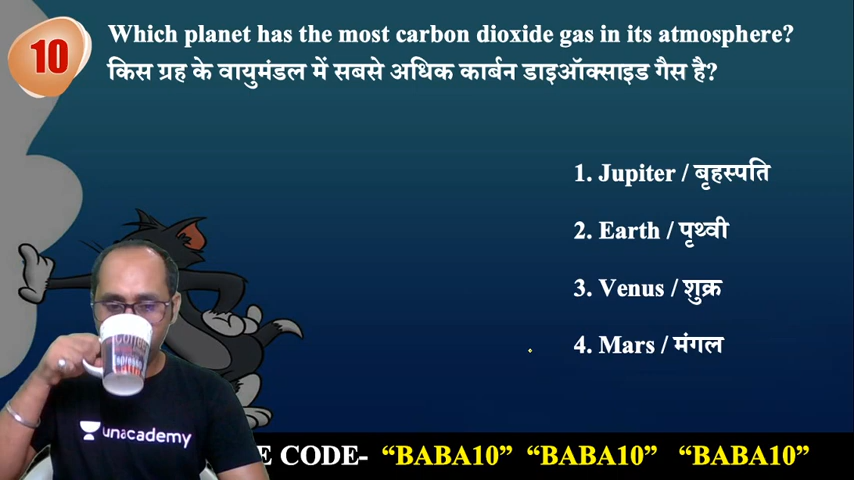 10
Which planet has the most carbon dioxide gas in its atmosphere?
किस ग्रह के वायुमंडल में सबसे अधिक कार्बन डाइऑक्साइड गैस है?
1. Jupiter / बृहस्पति
2. Earth / पृथ्वी
3. Venus / शुक्र
4. Mars / मंगल
unacademy
E CODE- “BABA10” “BABA10” “BABA10”